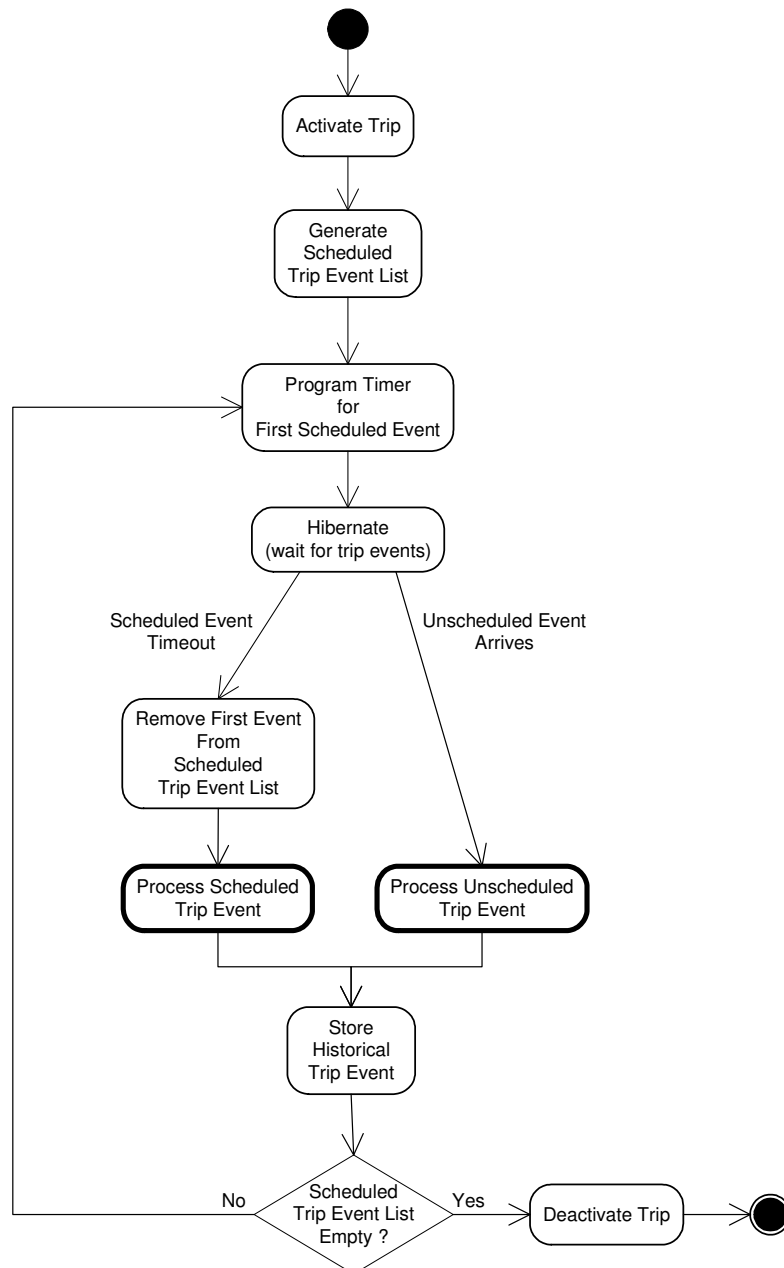 Activate Trip
Generate
Scheduled
Trip Event List
Program Timer
for
First Scheduled Event
Hibernate
(wait for trip events)
Scheduled Event
Timeout
Unscheduled Event
Arrives
Remove First Event
From
Scheduled
Trip Event List
Process Scheduled
Trip Event
Process Unscheduled
Trip Event
Store
Historical
Trip Event
No
Scheduled
Trip Event List
Empty ?
Yes
Deactivate Trip